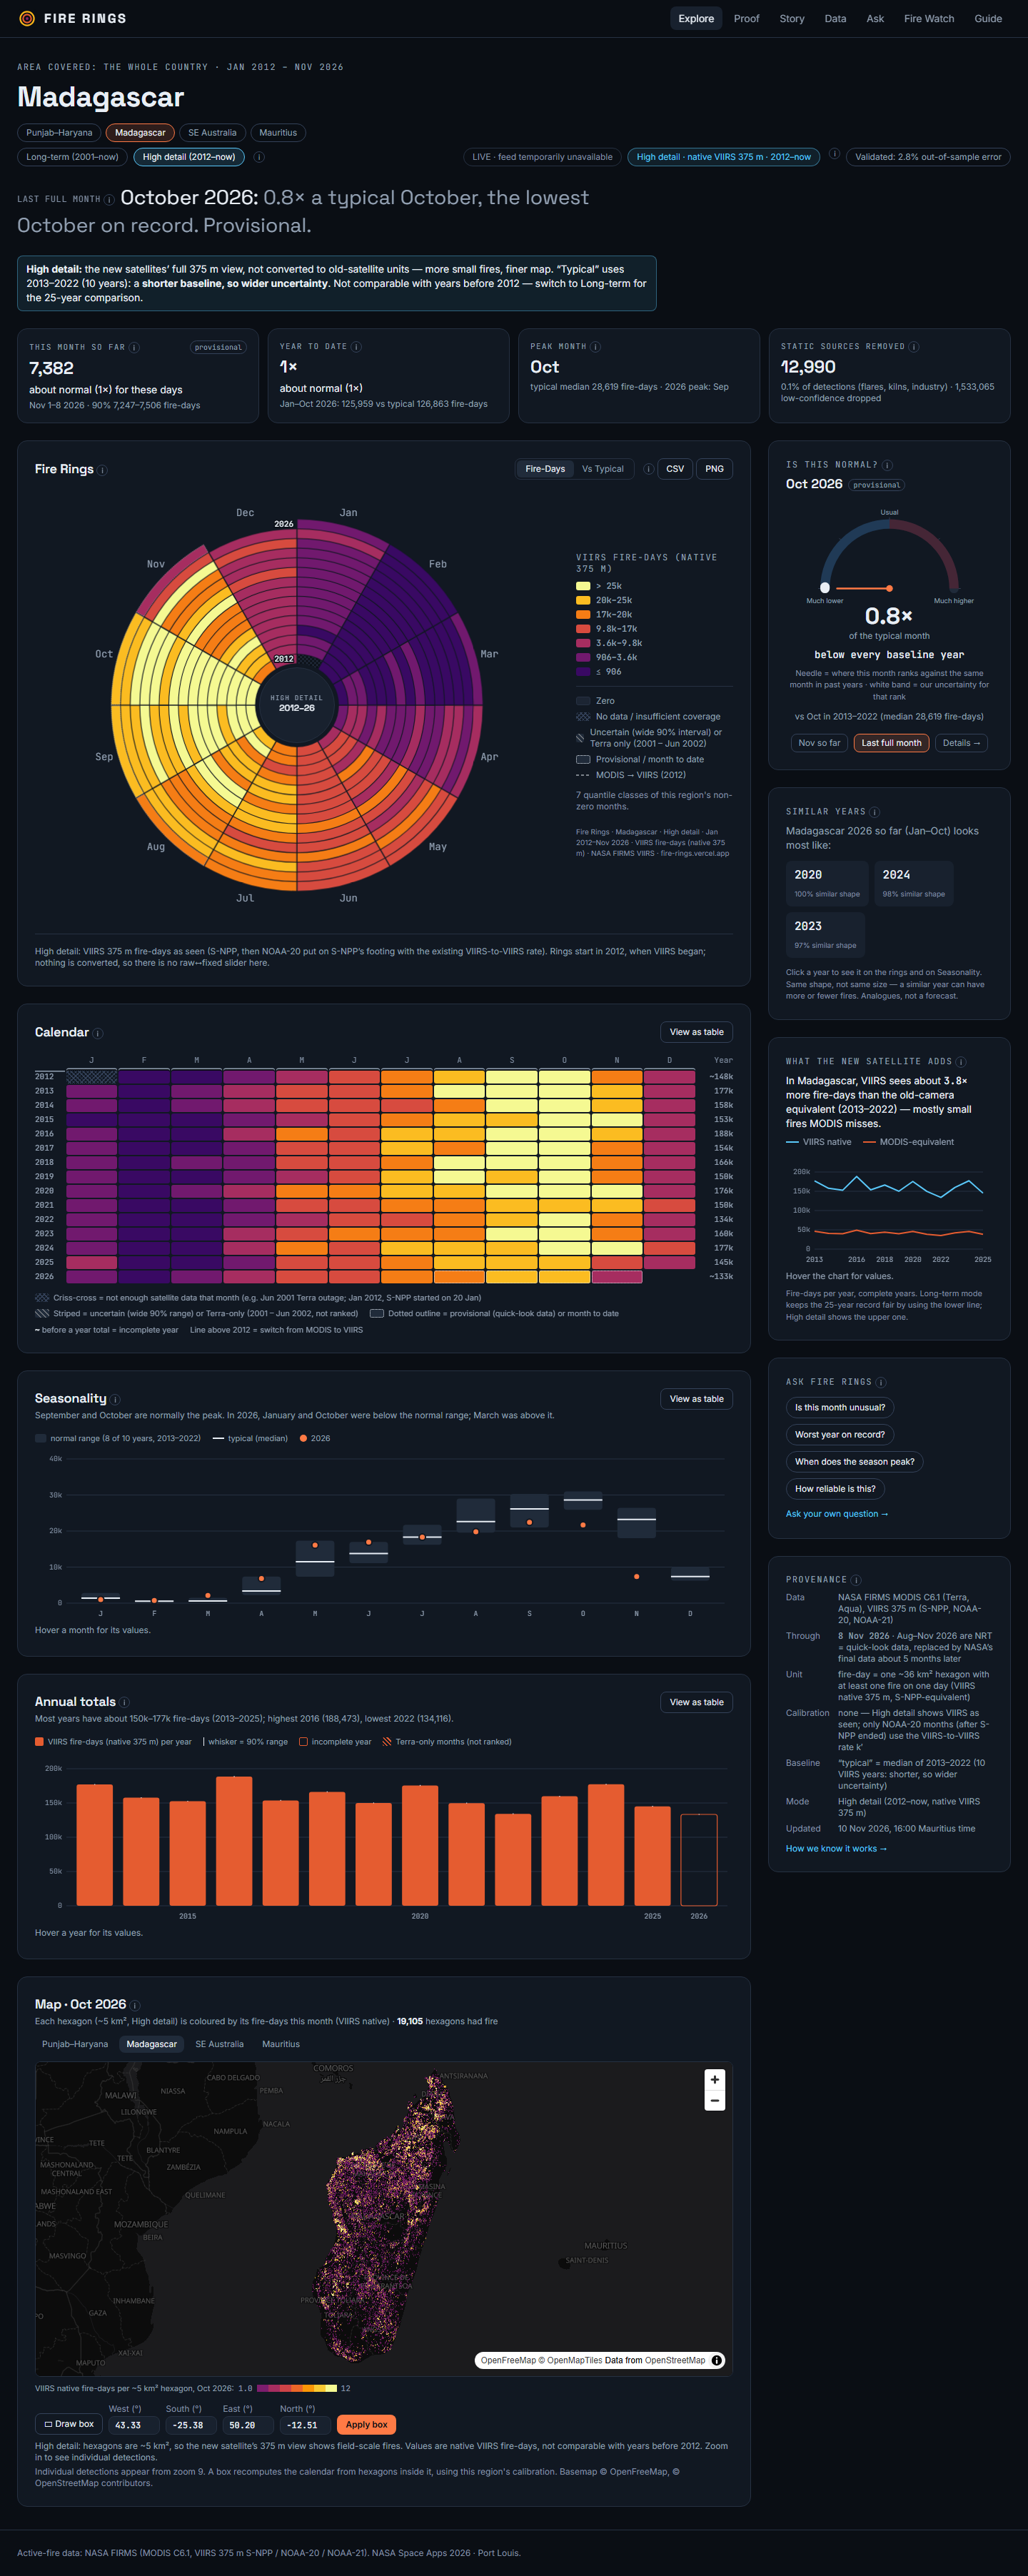 FIRE RINGS
Explore Proof Story Data Ask Fire Watch Guide
AREA COVERED: THE WHOLE COUNTRY · JAN 2012 – NOV 2026
Madagascar
Punjab–Haryana Madagascar SE Australia Mauritius
Long-term (2001–now) High detail (2012–now) i LIVE · feed temporarily unavailable High detail · native VIIRS 375 m · 2012–now i Validated: 2.8% out-of-sample error
LAST FULL MONTH i October 2026: 0.8× a typical October, the lowest
October on record. Provisional.
High detail: the new satellites' full 375 m view, not converted to old-satellite units — more small fires, finer map. “Typical” uses
2013–2022 (10 years): a shorter baseline, so wider uncertainty. Not comparable with years before 2012 — switch to Long-term for
the 25-year comparison.
THIS MONTH SO FAR i provisional
7,382
about normal (1×) for these days
Nov 1–8 2026 · 90% 7,247–7,506 fire-days
YEAR TO DATE i
1×
about normal (1×)
Jan–Oct 2026: 125,959 vs typical 126,863 fire-days
PEAK MONTH i
Oct
typical median 28,619 fire-days · 2026 peak: Sep
STATIC SOURCES REMOVED i
12,990
0.1% of detections (flares, kilns, industry) · 1,533,065
low-confidence dropped
Fire Rings i
Fire-Days Vs Typical i CSV PNG
Dec Jan
2026
Nov Feb
Oct Mar
2012
HIGH DETAIL
2012–26
Sep Apr
Aug May
Jul Jun
VIIRS FIRE-DAYS (NATIVE
375 M)
> 25k
20k–25k
17k–20k
9.8k–17k
3.6k–9.8k
906–3.6k
≤ 906
Zero
No data / insufficient coverage
Uncertain (wide 90% interval) or
Terra only (2001 – Jun 2002)
Provisional / month to date
MODIS → VIIRS (2012)
7 quantile classes of this region's non-
zero months.
Fire Rings · Madagascar · High detail · Jan
2012–Nov 2026 · VIIRS fire-days (native 375
m) · NASA FIRMS VIIRS · fire-rings.vercel.app
High detail: VIIRS 375 m fire-days as seen (S-NPP, then NOAA-20 put on S-NPP's footing with the existing VIIRS-to-VIIRS rate). Rings start in 2012, when VIIRS began;
nothing is converted, so there is no raw↔fixed slider here.
IS THIS NORMAL? i
Oct 2026 provisional
Usual
Much lower Much higher
0.8×
of the typical month
below every baseline year
Needle = where this month ranks against the same
month in past years · white band = our uncertainty for
that rank
vs Oct in 2013–2022 (median 28,619 fire-days)
Nov so far Last full month Details →
SIMILAR YEARS i
Madagascar 2026 so far (Jan–Oct) looks
most like:
2020 2024
100% similar shape 98% similar shape
2023
97% similar shape
Click a year to see it on the rings and on Seasonality.
Same shape, not same size — a similar year can have
more or fewer fires. Analogues, not a forecast.
Calendar i View as table
J F M A M J J A S O N D Year
2012 ~148k
2013 177k
2014 158k
2015 153k
2016 188k
2017 154k
2018 166k
2019 150k
2020 176k
2021 150k
2022 134k
2023 160k
2024 177k
2025 145k
2026 ~133k
Criss-cross = not enough satellite data that month (e.g. Jun 2001 Terra outage; Jan 2012, S-NPP started on 20 Jan)
Striped = uncertain (wide 90% range) or Terra-only (2001 – Jun 2002, not ranked) Dotted outline = provisional (quick-look data) or month to date
~ before a year total = incomplete year Line above 2012 = switch from MODIS to VIIRS
WHAT THE NEW SATELLITE ADDS i
In Madagascar, VIIRS sees about 3.8×
more fire-days than the old-camera
equivalent (2013–2022) — mostly small
fires MODIS misses.
VIIRS native MODIS-equivalent
200k
150k
100k
50k
0
2013 2016 2018 2020 2022 2025
Hover the chart for values.
Fire-days per year, complete years. Long-term mode
keeps the 25-year record fair by using the lower line;
High detail shows the upper one.
Seasonality i View as table
September and October are normally the peak. In 2026, January and October were below the normal range; March was above it.
normal range (8 of 10 years, 2013–2022) typical (median) 2026
40k
30k
20k
10k
0
J F M A M J J A S O N D
Hover a month for its values.
ASK FIRE RINGS i
Is this month unusual?
Worst year on record?
When does the season peak?
How reliable is this?
Ask your own question →
PROVENANCE i
Data NASA FIRMS MODIS C6.1 (Terra,
Aqua), VIIRS 375 m (S-NPP, NOAA-
20, NOAA-21)
Through 8 Nov 2026 · Aug–Nov 2026 are NRT
= quick-look data, replaced by NASA's
final data about 5 months later
Unit fire-day = one ~36 km² hexagon with
at least one fire on one day (VIIRS
native 375 m, S-NPP-equivalent)
Calibration none — High detail shows VIIRS as
seen; only NOAA-20 months (after S-
NPP ended) use the VIIRS-to-VIIRS
rate k′
Baseline “typical” = median of 2013–2022 (10
VIIRS years: shorter, so wider
uncertainty)
Mode High detail (2012–now, native VIIRS
375 m)
Updated 10 Nov 2026, 16:00 Mauritius time
How we know it works →
Annual totals i View as table
Most years have about 150k–177k fire-days (2013–2025); highest 2016 (188,473), lowest 2022 (134,116).
VIIRS fire-days (native 375 m) per year whisker = 90% range incomplete year Terra-only months (not ranked)
200k
150k
100k
50k
0
2015 2020 2025 2026
Hover a year for its values.
Map · Oct 2026 i
Each hexagon (~5 km², High detail) is coloured by its fire-days this month (VIIRS native) · 19,105 hexagons had fire
Punjab–Haryana Madagascar SE Australia Mauritius
COMOROS
CABO DELGADO
ANTSIRANANA
MALAWI NIASSA PEMBA
LILONGWE
NACALA
NAMPULA
TETE
BLANTYRE
TETE
MASHONALAND
CENTRAL
ZAMBÉZIA
MASHONALAND EAST
QUELIMANE
MOZAMBIQUE
BEIRA
MAURITIUS
MASVINGO
SAINT-DENIS
INHAMBANE
GAZA
TOLIARA
XAI-XAI
MAPUTO
+
−
OpenFreeMap © OpenMapTiles Data from OpenStreetMap
VIIRS native fire-days per ~5 km² hexagon, Oct 2026: 1.0 12
West (°) South (°) East (°) North (°)
Draw box 43.33 -25.38 50.20 -12.51 Apply box
High detail: hexagons are ~5 km², so the new satellite's 375 m view shows field-scale fires. Values are native VIIRS fire-days, not comparable with years before 2012. Zoom
in to see individual detections.
Individual detections appear from zoom 9. A box recomputes the calendar from hexagons inside it, using this region's calibration. Basemap © OpenFreeMap, ©
OpenStreetMap contributors.
Active-fire data: NASA FIRMS (MODIS C6.1, VIIRS 375 m S-NPP / NOAA-20 / NOAA-21). NASA Space Apps 2026 · Port Louis.